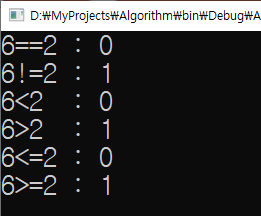 D:₩MyProjects₩Algorithm₩bin₩Debug₩A
6==2 : 0
6!=2 : 1
6<2 : 0
6>2 : 1
6<=2 : 0
6>=2 : 1